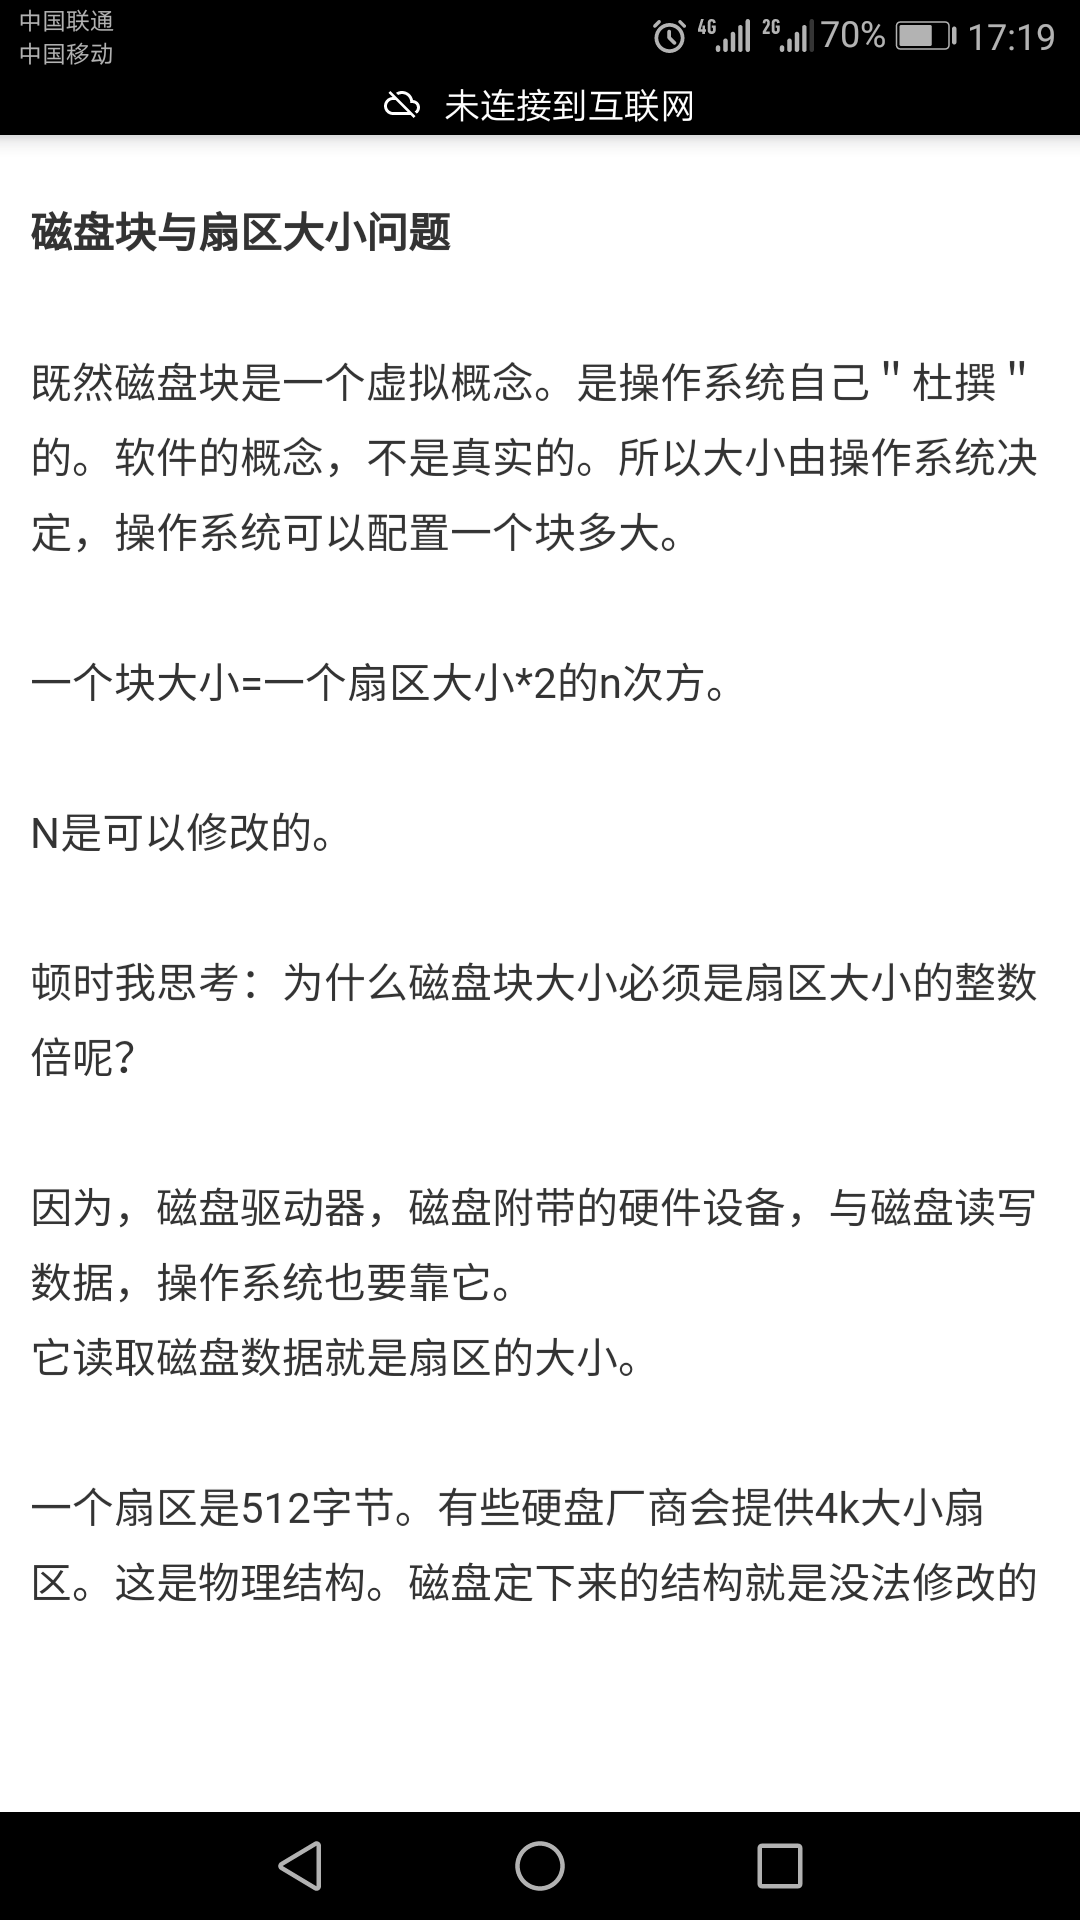 中国联通
中国移动
4G 2G 70% 17:19
未连接到互联网
磁盘块与扇区大小问题
既然磁盘块是一个虚拟概念。是操作系统自己＂杜撰＂
的。软件的概念，不是真实的。所以大小由操作系统决
定，操作系统可以配置一个块多大。
一个块大小=一个扇区大小*2的n次方。
N是可以修改的。
顿时我思考：为什么磁盘块大小必须是扇区大小的整数
倍呢？
因为，磁盘驱动器，磁盘附带的硬件设备，与磁盘读写
数据，操作系统也要靠它。
它读取磁盘数据就是扇区的大小。
一个扇区是512字节。有些硬盘厂商会提供4k大小扇
区。这是物理结构。磁盘定下来的结构就是没法修改的